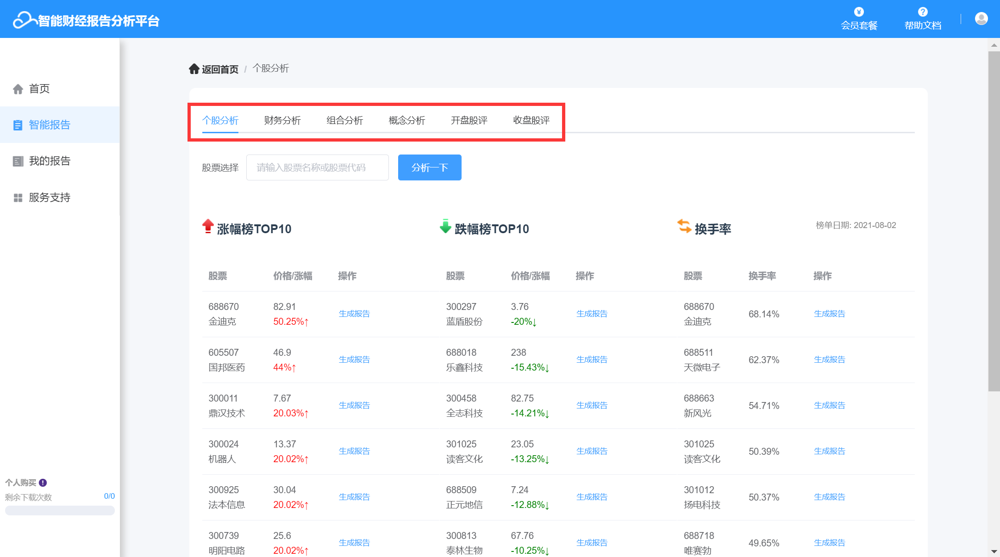 智能财经报告分析平台
¥ 会员套餐
? 帮助文档
首页
智能报告
我的报告
服务支持
个人购买 !
剩余下载次数 0/0
返回首页 / 个股分析
个股分析 财务分析 组合分析 概念分析 开盘股评 收盘股评
股票选择 请输入股票名称或股票代码 分析一下
涨幅榜TOP10 跌幅榜TOP10 换手率 榜单日期: 2021-08-02
股票 价格/涨幅 操作 股票 价格/涨幅 操作 股票 换手率 操作
688670 82.91 生成报告 300297 3.76 生成报告 688670 68.14% 生成报告
金迪克 50.25%↑ 蓝盾股份 -20%↓ 金迪克
605507 46.9 生成报告 688018 238 生成报告 688511 62.37% 生成报告
国邦医药 44%↑ 乐鑫科技 -15.43%↓ 天微电子
300011 7.67 生成报告 300458 82.75 生成报告 688663 54.71% 生成报告
鼎汉技术 20.03%↑ 全志科技 -14.21%↓ 新风光
300024 13.37 生成报告 301025 23.05 生成报告 301025 50.39% 生成报告
机器人 20.02%↑ 读客文化 -13.25%↓ 读客文化
300925 30.04 生成报告 688509 7.24 生成报告 301012 50.37% 生成报告
法本信息 20.02%↑ 正元地信 -12.88%↓ 扬电科技
300739 25.6 生成报告 300813 67.76 生成报告 688718 49.65% 生成报告
明阳电路 20.02%↑ 泰林生物 -10.25%↓ 唯赛勃